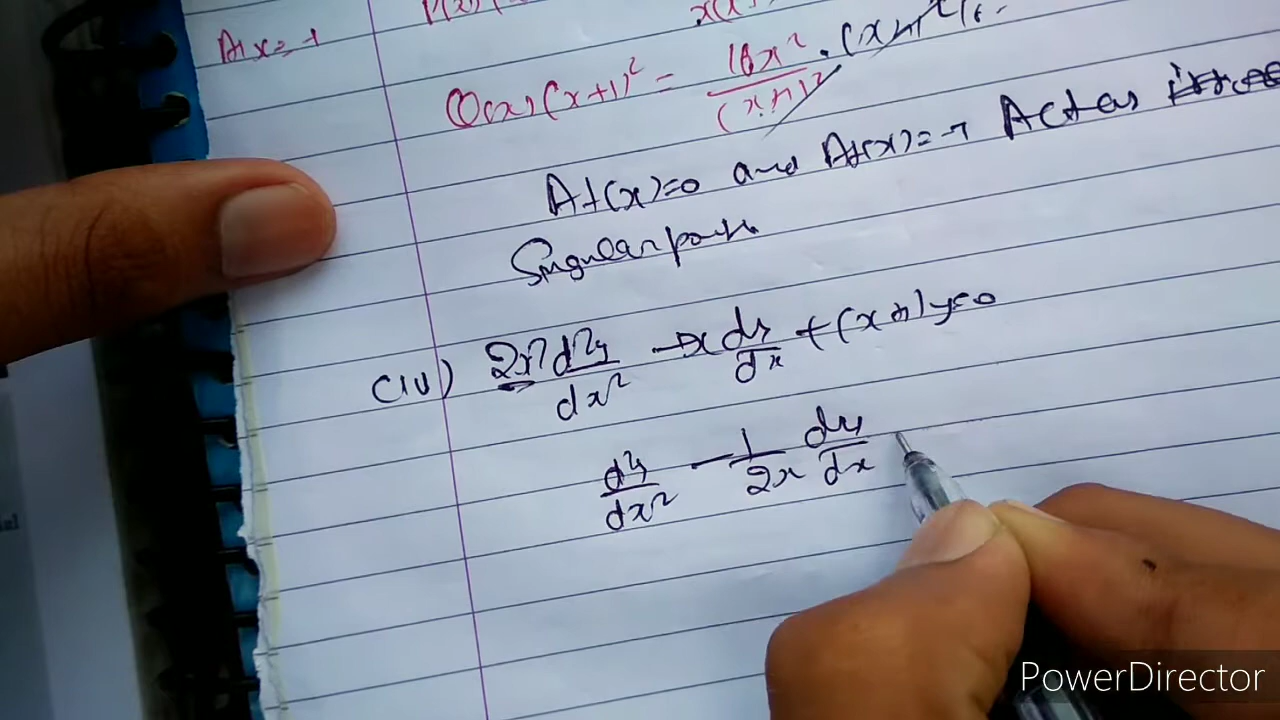 At x=-1
Q(x)(x+1)² = 16x²/(x+1)² · (x+1)²
At(x)=0 and At(x)=-1 Act as
Singular point
(IV) 2x² d²y/dx² - x dy/dx + (x+1)y=0
d²y/dx² - 1/2x dy/dx
PowerDirector